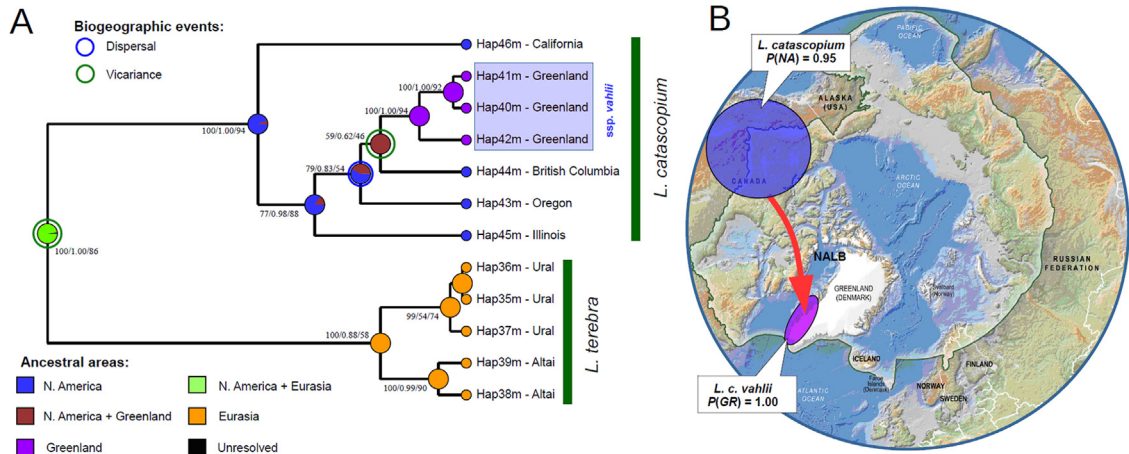 A
Biogeographic events:
Dispersal
Vicariance
Hap46m - California
Hap41m - Greenland
100/1.00/92
Hap40m - Greenland
100/1.00/94
Hap42m - Greenland
ssp. vahlii
100/1.00/94
59/0.62/46
Hap44m - British Columbia
79/0.83/54
Hap43m - Oregon
77/0.98/88
Hap45m - Illinois
L. catascopium
100/1.00/86
Hap36m - Ural
Hap35m - Ural
99/54/74
Hap37m - Ural
100/0.88/58
Hap39m - Altai
100/0.99/90
Hap38m - Altai
L. terebra
Ancestral areas:
N. America
N. America + Eurasia
N. America + Greenland
Eurasia
Greenland
Unresolved
B
PACIFIC
OCEAN
L. catascopium
P(NA) = 0.95
ALASKA
(USA)
CANADA
ARCTIC
OCEAN
NALB
GREENLAND
(DENMARK)
Svalbard
(Norway)
RUSSIAN
FEDERATION
ICELAND
Faroe
Islands
(Denmark)
FINLAND
NORWAY
SWEDEN
ATLANTIC
OCEAN
L. c. vahlii
P(GR) = 1.00